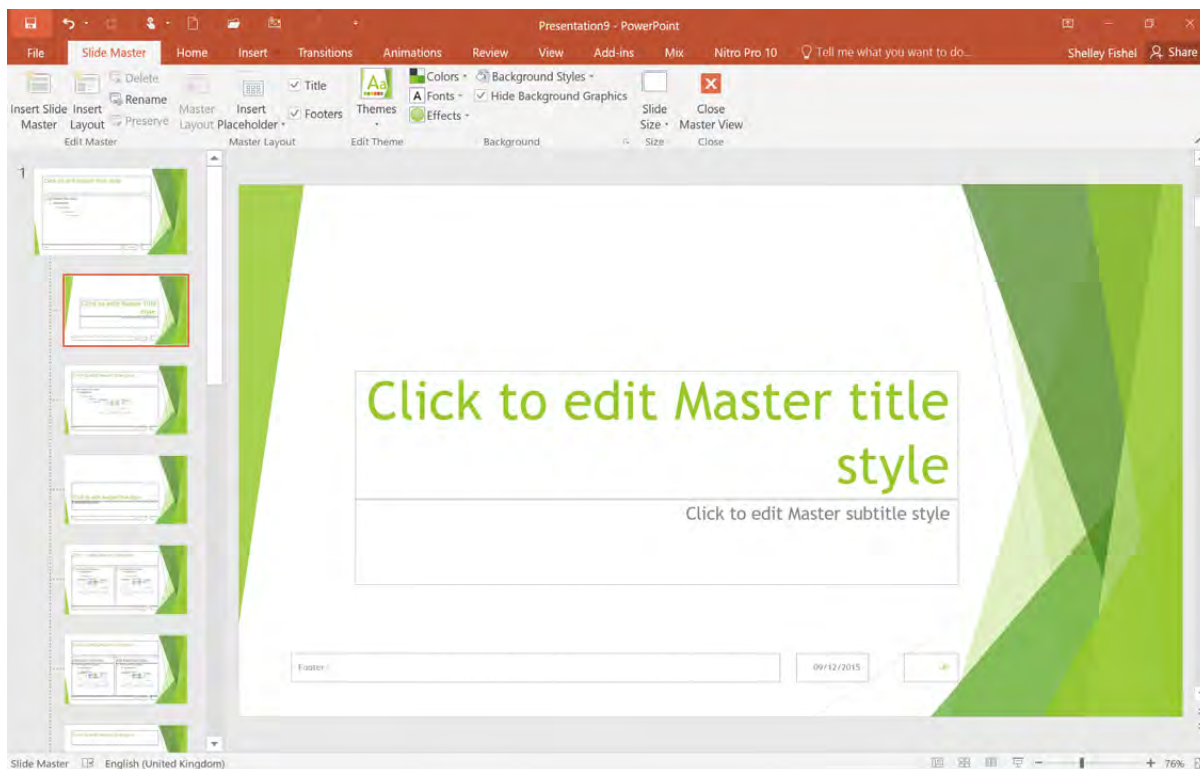 Presentation9 - PowerPoint
File Slide Master Home Insert Transitions Animations Review View Add-ins Mix Nitro Pro 10 Tell me what you want to do... Shelley Fishel Share
Insert Slide Master
Insert Layout
Delete
Rename
Preserve
Master Layout
Insert Placeholder
Title
Footers
Themes
Colors
Fonts
Effects
Background Styles
Hide Background Graphics
Slide Size
Close Master View
Edit Master Master Layout Edit Theme Background Size Close
1
Click to edit Master title
style
Click to edit Master subtitle style
Footer
09/12/2015
Slide Master English (United Kingdom) 76%